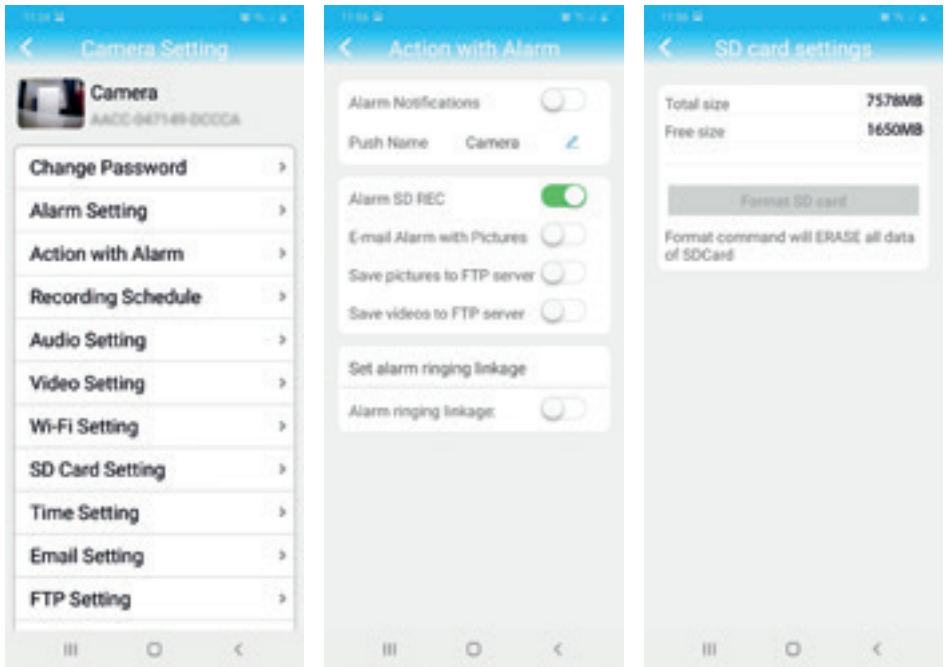 Camera Setting
Camera
Change Password
Alarm Setting
Action with Alarm
Recording Schedule
Audio Setting
Video Setting
Wi-Fi Setting
SD Card Setting
Time Setting
Email Setting
FTP Setting
Action with Alarm
Alarm Notifications
Push Name Camera
Alarm SD REC
E-mail Alarm with Pictures
Save pictures to FTP server
Save videos to FTP server
Set alarm ringing linkage
Alarm ringing linkage:
SD card settings
Total size 7578MB
Free size 1650MB
Format SD card
Format command will ERASE all data
of SDCard